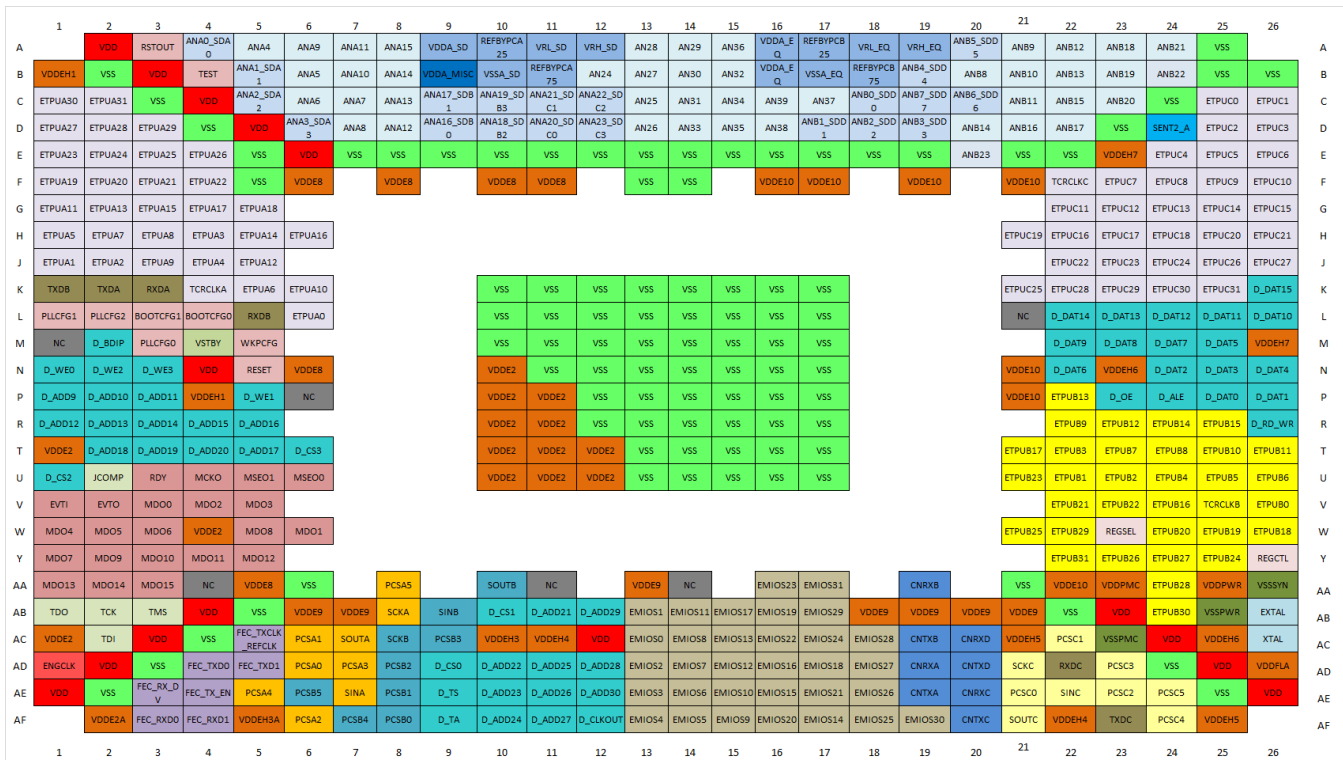 1 2 3 4 5 6 7 8 9 10 11 12 13 14 15 16 17 18 19 20 21 22 23 24 25 26
A VDD RSTOUT ANA0_SDA0 ANA4 ANA9 ANA11 ANA15 VDDA_SD REFBYPCA25 VRL_SD VRH_SD AN28 AN29 AN36 VDDA_EQ REFBYPCB25 VRL_EQ VRH_EQ ANB5_SDD5 ANB9 ANB12 ANB18 ANB21 VSS A
B VDDEH1 VSS VDD TEST ANA1_SDA1 ANA5 ANA10 ANA14 VDDA_MISC VSSA_SD REFBYPCA75 AN24 AN27 AN30 AN32 VDDA_EQ VSSA_EQ REFBYPCB75 ANB4_SDD4 ANB8 ANB10 ANB13 ANB19 ANB22 VSS VSS B
C ETPUA30 ETPUA31 VSS VDD ANA2_SDA2 ANA6 ANA7 ANA13 ANA17_SDB1 ANA19_SDB3 ANA21_SDC1 ANA22_SDC2 AN25 AN31 AN34 AN39 AN37 ANB0_SDD0 ANB7_SDD7 ANB6_SDD6 ANB11 ANB15 ANB20 VSS ETPUC0 ETPUC1 C
D ETPUA27 ETPUA28 ETPUA29 VSS VDD ANA3_SDA3 ANA8 ANA12 ANA16_SDB0 ANA18_SDB2 ANA20_SDC0 ANA23_SDC3 AN26 AN33 AN35 AN38 ANB1_SDD1 ANB2_SDD2 ANB3_SDD3 ANB14 ANB16 ANB17 VSS SENT2_A ETPUC2 ETPUC3 D
E ETPUA23 ETPUA24 ETPUA25 ETPUA26 VSS VDD VSS VSS VSS VSS VSS VSS VSS VSS VSS VSS VSS VSS VSS ANB23 VSS VSS VDDEH7 ETPUC4 ETPUC5 ETPUC6 E
F ETPUA19 ETPUA20 ETPUA21 ETPUA22 VSS VDDE8 VDDE8 VDDE8 VDDE8 VSS VSS VDDE10 VDDE10 VDDE10 VDDE10 TCRCLKC ETPUC7 ETPUC8 ETPUC9 ETPUC10 F
G ETPUA11 ETPUA13 ETPUA15 ETPUA17 ETPUA18 ETPUC11 ETPUC12 ETPUC13 ETPUC14 ETPUC15 G
H ETPUA5 ETPUA7 ETPUA8 ETPUA3 ETPUA14 ETPUA16 ETPUC19 ETPUC16 ETPUC17 ETPUC18 ETPUC20 ETPUC21 H
J ETPUA1 ETPUA2 ETPUA9 ETPUA4 ETPUA12 ETPUC22 ETPUC23 ETPUC24 ETPUC26 ETPUC27 J
K TXDB TXDA RXDA TCRCLKA ETPUA6 ETPUA10 VSS VSS VSS VSS VSS VSS VSS VSS ETPUC25 ETPUC28 ETPUC29 ETPUC30 ETPUC31 D_DAT15 K
L PLLCFG1 PLLCFG2 BOOTCFG1 BOOTCFG0 RXDB ETPUA0 VSS VSS VSS VSS VSS VSS VSS VSS NC D_DAT14 D_DAT13 D_DAT12 D_DAT11 D_DAT10 L
M NC D_BDIP PLLCFG0 VSTBY WKPCFG VSS VSS VSS VSS VSS VSS VSS VSS D_DAT9 D_DAT8 D_DAT7 D_DAT5 VDDEH7 M
N D_WE0 D_WE2 D_WE3 VDD RESET VDDE8 VDDE2 VSS VSS VSS VSS VSS VSS VSS VDDE10 D_DAT6 VDDEH6 D_DAT2 D_DAT3 D_DAT4 N
P D_ADD9 D_ADD10 D_ADD11 VDDEH1 D_WE1 NC VDDE2 VDDE2 VSS VSS VSS VSS VSS VSS VDDE10 ETPUB13 D_OE D_ALE D_DAT0 D_DAT1 P
R D_ADD12 D_ADD13 D_ADD14 D_ADD15 D_ADD16 VDDE2 VDDE2 VSS VSS VSS VSS VSS VSS ETPUB9 ETPUB12 ETPUB14 ETPUB15 D_RD_WR R
T VDDE2 D_ADD18 D_ADD19 D_ADD20 D_ADD17 D_CS3 VDDE2 VDDE2 VDDE2 VSS VSS VSS VSS VSS ETPUB17 ETPUB3 ETPUB7 ETPUB8 ETPUB10 ETPUB11 T
U D_CS2 JCOMP RDY MCKO MSEO1 MSEO0 VDDE2 VDDE2 VDDE2 VSS VSS VSS VSS VSS ETPUB23 ETPUB1 ETPUB2 ETPUB4 ETPUB5 ETPUB6 U
V EVTI EVTO MDO0 MDO2 MDO3 ETPUB21 ETPUB22 ETPUB16 TCRCLKB ETPUB0 V
W MDO4 MDO5 MDO6 VDDE2 MDO8 MDO1 ETPUB25 ETPUB29 REGSEL ETPUB20 ETPUB19 ETPUB18 W
Y MDO7 MDO9 MDO10 MDO11 MDO12 ETPUB31 ETPUB26 ETPUB27 ETPUB24 REGCTL Y
AA MDO13 MDO14 MDO15 NC VDDE8 VSS PCSA5 SOUTB NC VDDE9 NC EMIOS23 EMIOS31 CNRXB VSS VDDE10 VDDPMC ETPUB28 VDDPWR VSSSYN AA
AB TDO TCK TMS VDD VSS VDDE9 VDDE9 SCKA SINB D_CS1 D_ADD21 D_ADD29 EMIOS1 EMIOS11 EMIOS17 EMIOS19 EMIOS29 VDDE9 VDDE9 VDDE9 VDDE9 VSS VDD ETPUB30 VSSPWR EXTAL AB
AC VDDE2 TDI VDD VSS FEC_TXCLK_REFCLK PCSA1 SOUTA SCKB PCSB3 VDDEH3 VDDEH4 VDD EMIOS0 EMIOS8 EMIOS13 EMIOS22 EMIOS24 EMIOS28 CNTXB CNRXD VDDEH5 PCSC1 VSSPMC VDD VDDEH6 XTAL AC
AD ENGCLK VDD VSS FEC_TXD0 FEC_TXD1 PCSA0 PCSA3 PCSB2 D_CS0 D_ADD22 D_ADD25 D_ADD28 EMIOS2 EMIOS7 EMIOS12 EMIOS16 EMIOS18 EMIOS27 CNRXA CNTXD SCKC RXDC PCSC3 VSS VDD VDDFLA AD
AE VDD VSS FEC_RX_DV FEC_TX_EN PCSA4 PCSB5 SINA PCSB1 D_TS D_ADD23 D_ADD26 D_ADD30 EMIOS3 EMIOS6 EMIOS10 EMIOS15 EMIOS21 EMIOS26 CNTXA CNRXC PCSC0 SINC PCSC2 PCSC5 VSS VDD AE
AF VDDE2A FEC_RXD0 FEC_RXD1 VDDEH3A PCSA2 PCSB4 PCSB0 D_TA D_ADD24 D_ADD27 D_CLKOUT EMIOS4 EMIOS5 EMIOS9 EMIOS20 EMIOS14 EMIOS25 EMIOS30 CNTXC SOUTC VDDEH4 TXDC PCSC4 VDDEH5 AF
1 2 3 4 5 6 7 8 9 10 11 12 13 14 15 16 17 18 19 20 21 22 23 24 25 26